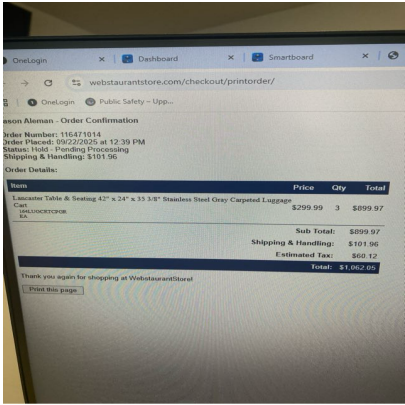 OneLogin × Dashboard × Smartboard ×
webstaurantstore.com/checkout/printorder/
OneLogin Public Safety – Upp...
ason Aleman - Order Confirmation
Order Number: 116471014
Order Placed: 09/22/2025 at 12:39 PM
Status: Hold - Pending Processing
Shipping & Handling: $101.96
Order Details:
Item Price Qty Total
Lancaster Table & Seating 42" x 24" x 35 3/8" Stainless Steel Gray Carpeted Luggage
Cart $299.99 3 $899.97
EA
Sub Total: $899.97
Shipping & Handling: $101.96
Estimated Tax: $60.12
Total: $1,062.05
Thank you again for shopping at WebstaurantStore!
Print this page